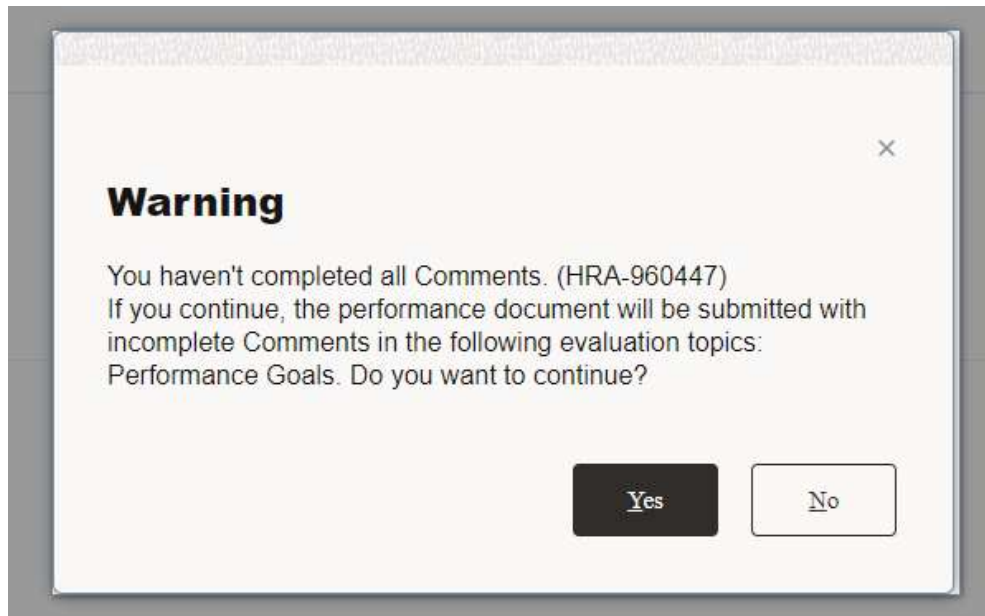 Warning
You haven't completed all Comments. (HRA-960447)
If you continue, the performance document will be submitted with
incomplete Comments in the following evaluation topics:
Performance Goals. Do you want to continue?
Yes No